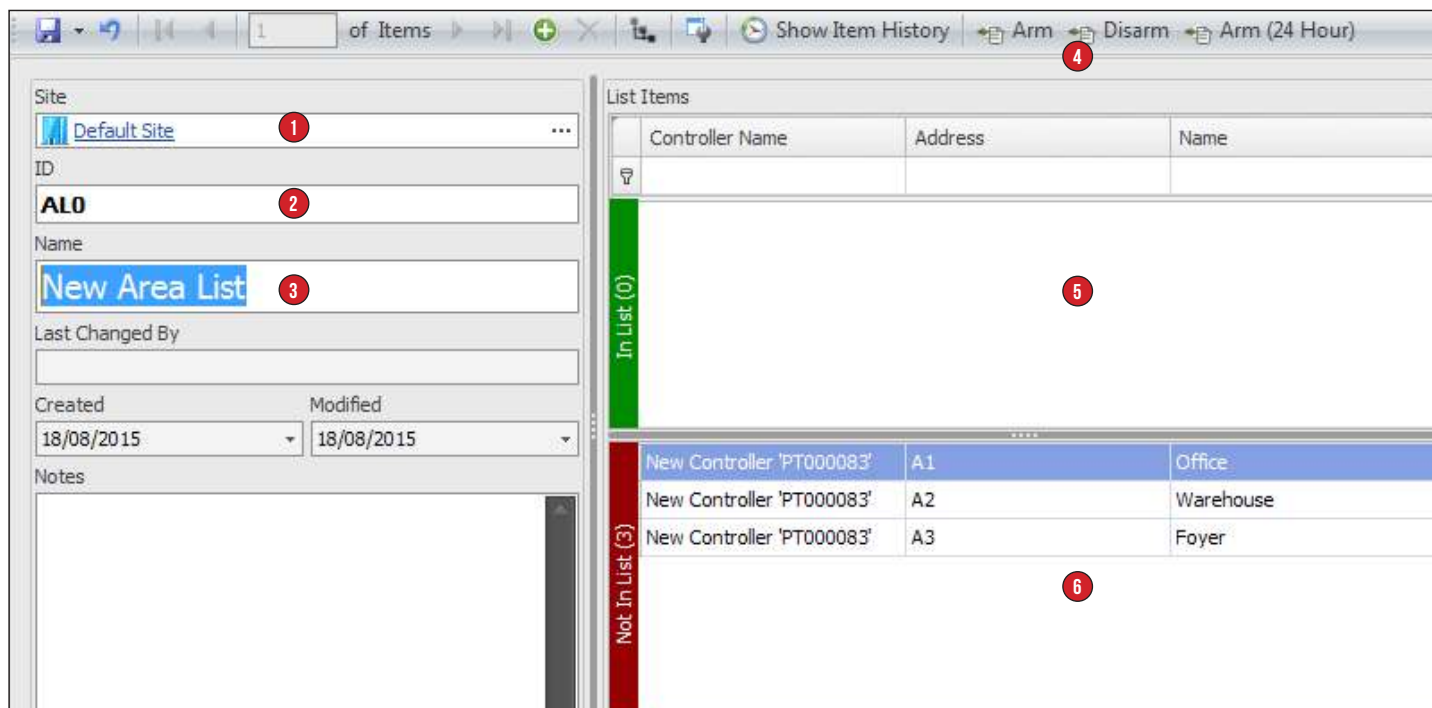 1 of Items Show Item History Arm Disarm Arm (24 Hour)
4
Site
Default Site ... 1
ID
AL0 2
Name
New Area List 3
Last Changed By
Created Modified
18/08/2015 18/08/2015
Notes
List Items
Controller Name Address Name
In List (0)
5
Not In List (3)
New Controller 'PT000083' A1 Office
New Controller 'PT000083' A2 Warehouse
New Controller 'PT000083' A3 Foyer
6